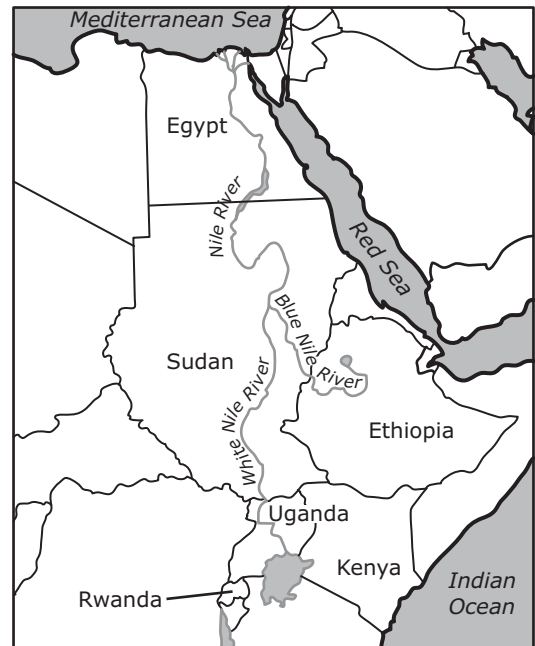 Mediterranean Sea
Egypt
Nile River
Red Sea
Blue Nile River
Sudan
White Nile River
Ethiopia
Uganda
Kenya
Rwanda
Indian
Ocean